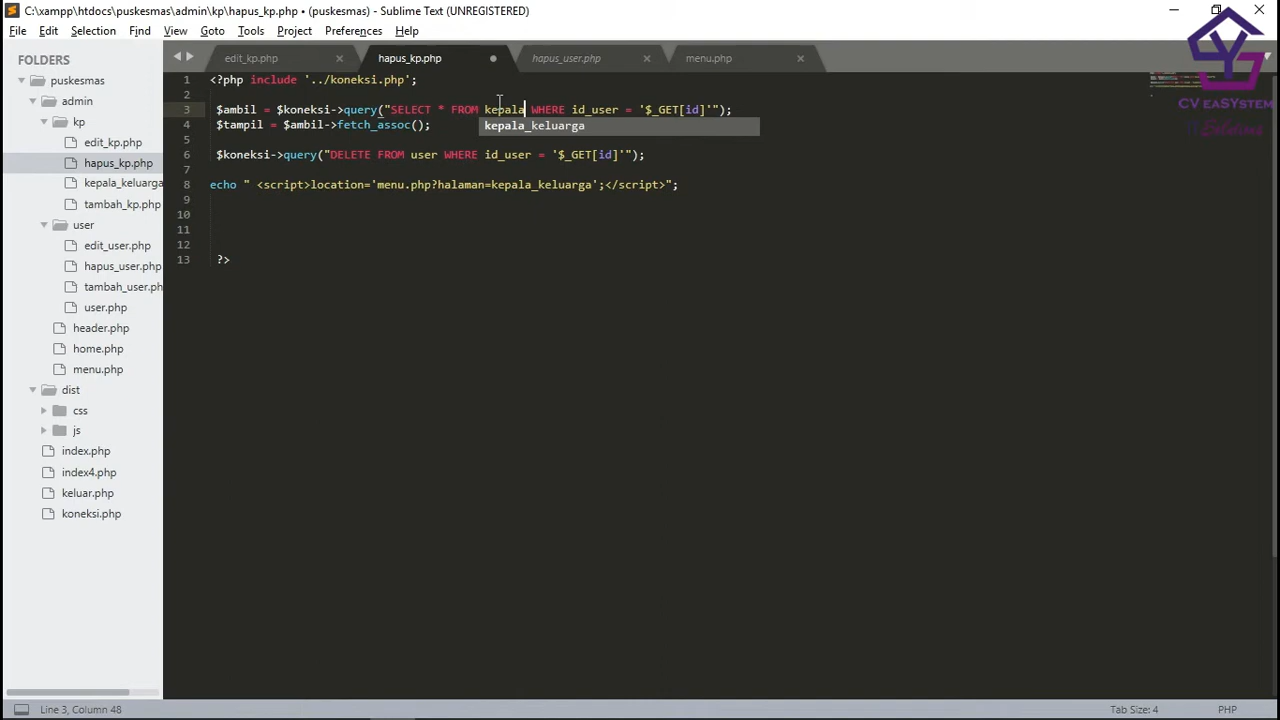 C:\xampp\htdocs\puskesmas\admin\kp\hapus_kp.php • (puskesmas) - Sublime Text (UNREGISTERED)
File Edit Selection Find View Goto Tools Project Preferences Help
FOLDERS
puskesmas
admin
kp
edit_kp.php
hapus_kp.php
kepala_keluarga
tambah_kp.php
user
edit_user.php
hapus_user.php
tambah_user.ph
user.php
header.php
home.php
menu.php
dist
css
js
index.php
index4.php
keluar.php
koneksi.php
edit_kp.php hapus_kp.php hapus_user.php menu.php
1 <?php include '../koneksi.php';
2
3 $ambil = $koneksi->query("SELECT * FROM kepala WHERE id_user = '$_GET[id]'");
4 $tampil = $ambil->fetch_assoc();
kepala_keluarga
5
6 $koneksi->query("DELETE FROM user WHERE id_user = '$_GET[id]'");
7
8 echo " <script>location='menu.php?halaman=kepala_keluarga';</script>";
9
10
11
12
13 ?>
CV eaSYstem
IT Solution
Line 3, Column 48
Tab Size: 4
PHP